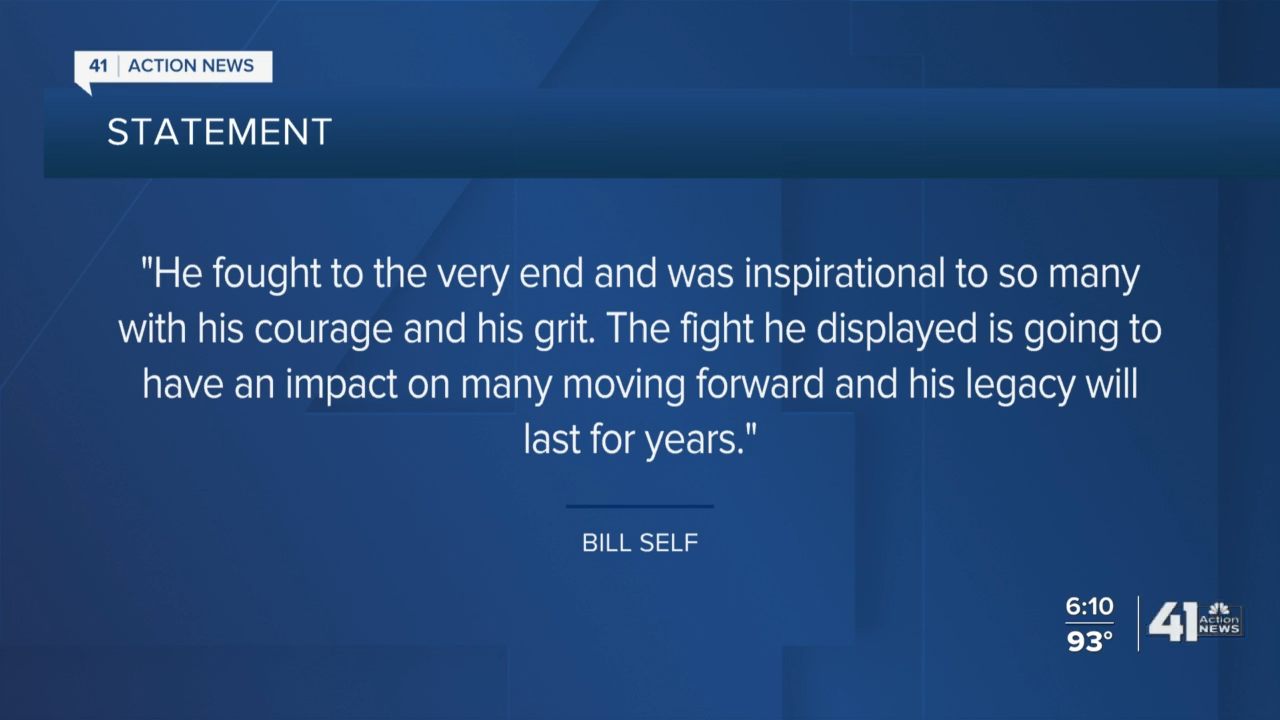 41 | ACTION NEWS
STATEMENT
"He fought to the very end and was inspirational to so many
with his courage and his grit. The fight he displayed is going to
have an impact on many moving forward and his legacy will
last for years."
BILL SELF
6:10
93°
41 Action
NEWS